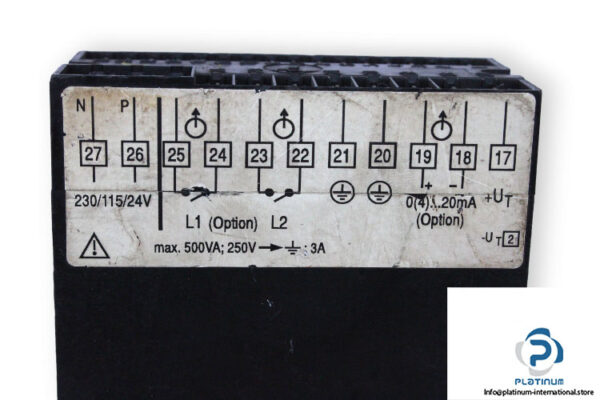 N P
27 26 25 24 23 22 21 20 19 18 17
+ −
230/115/24V 0(4)...20mA +UT
L1 (Option) L2 (Option)
max. 500VA; 250V → ⏚ : 3A -UT 2
P
PLATINUM
Info@platinum-international.store